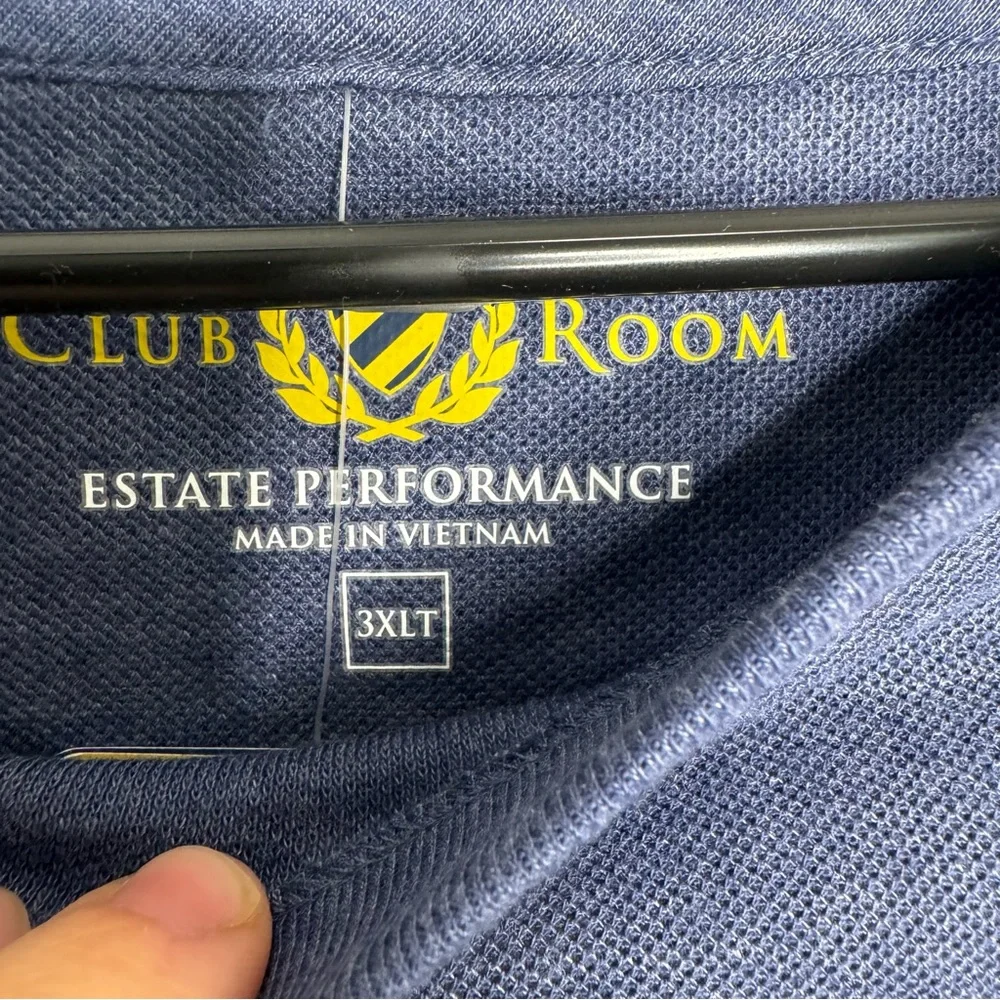 CLUB ROOM
ESTATE PERFORMANCE
MADE IN VIETNAM
3XLT